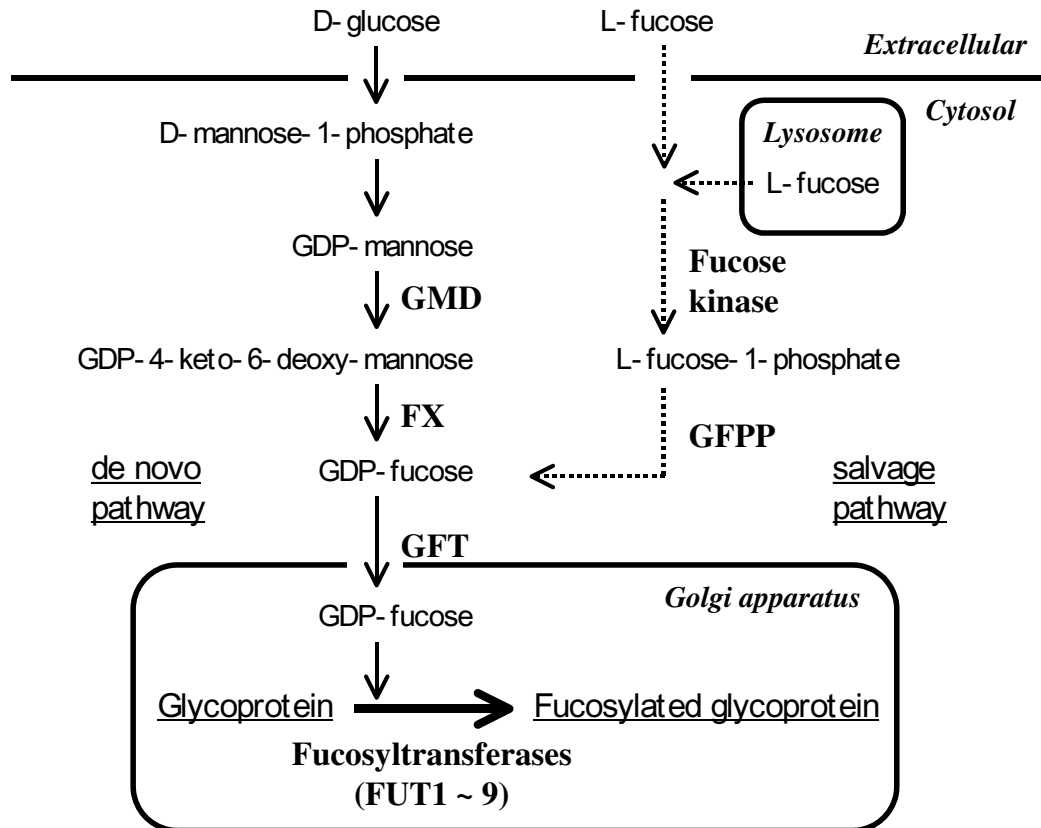 D-glucose
L-fucose
Extracellular
Cytosol
D-mannose-1-phosphate
Lysosome
L-fucose
GDP-mannose
Fucose
kinase
GMD
GDP-4-keto-6-deoxy-mannose
L-fucose-1-phosphate
FX
GFPP
de novo
pathway
GDP-fucose
salvage
pathway
GFT
Golgi apparatus
GDP-fucose
Glycoprotein
Fucosylated glycoprotein
Fucosyltransferases
(FUT1 ~ 9)